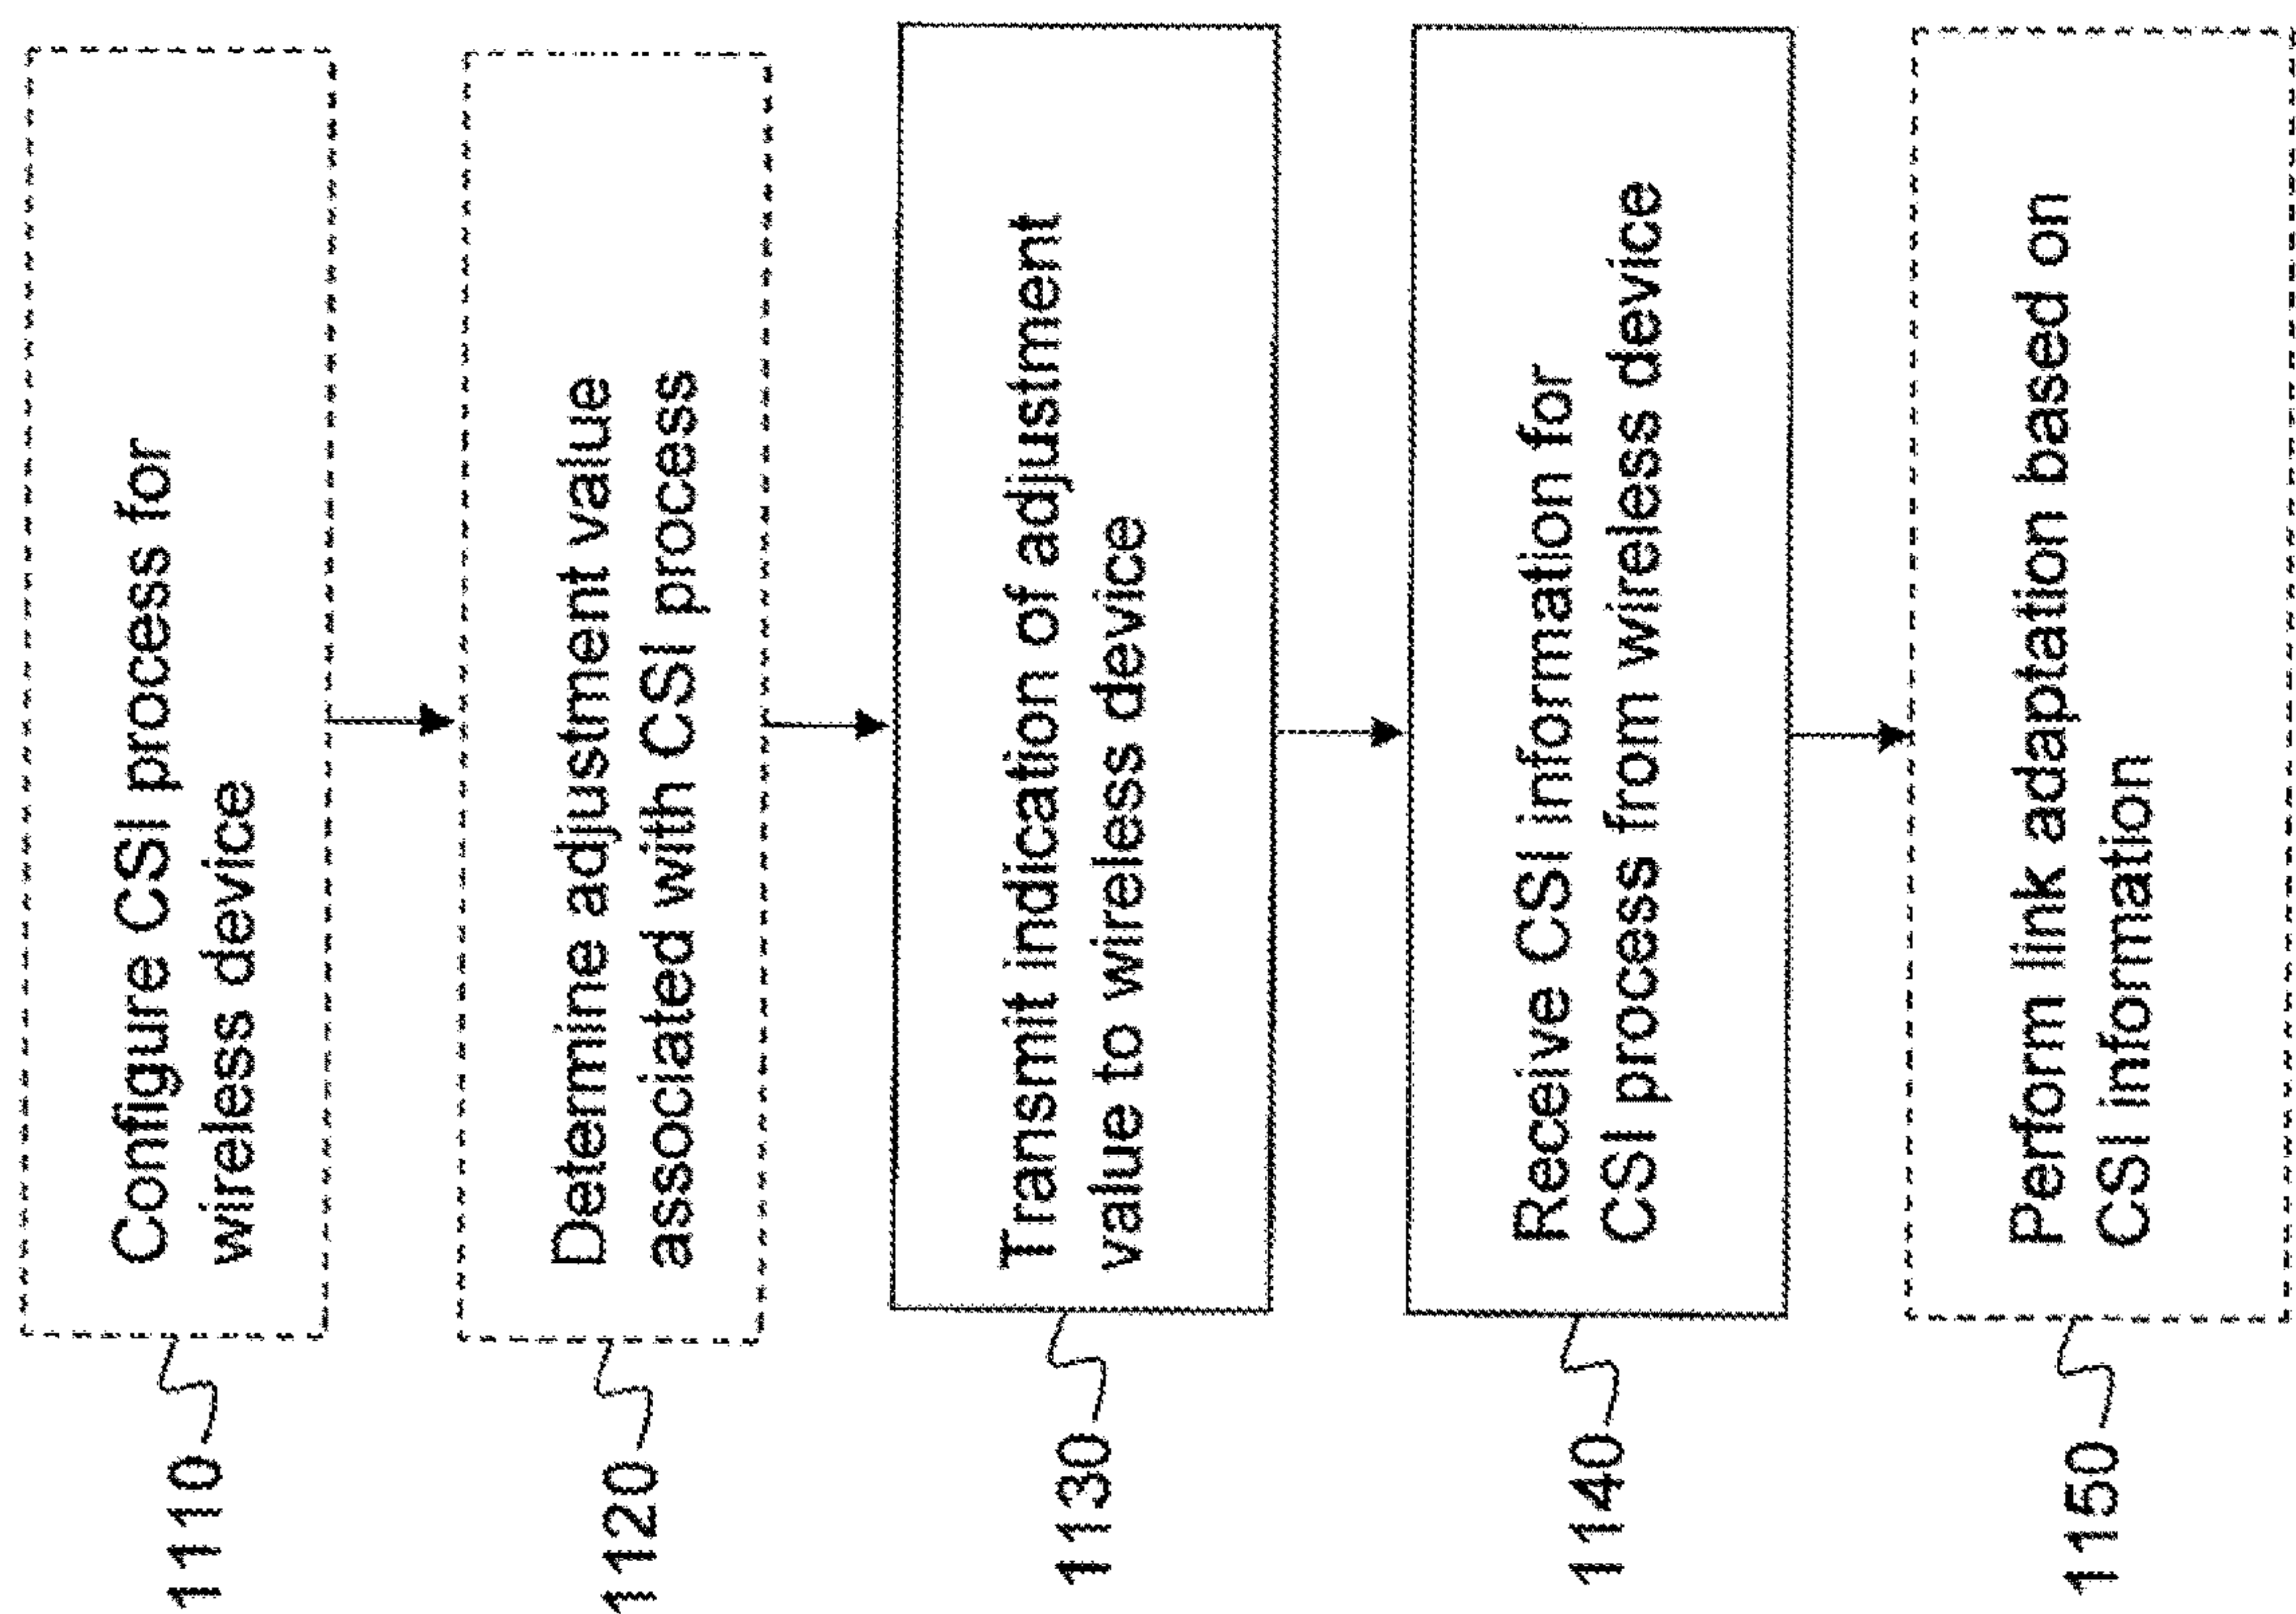 1110
Configure CSI process for
wireless device
1120
Determine adjustment value
associated with CSI process
1130
Transmit indication of adjustment
value to wireless device
1140
Receive CSI information for
CSI process from wireless device
1150
Perform link adaptation based on
CSI information